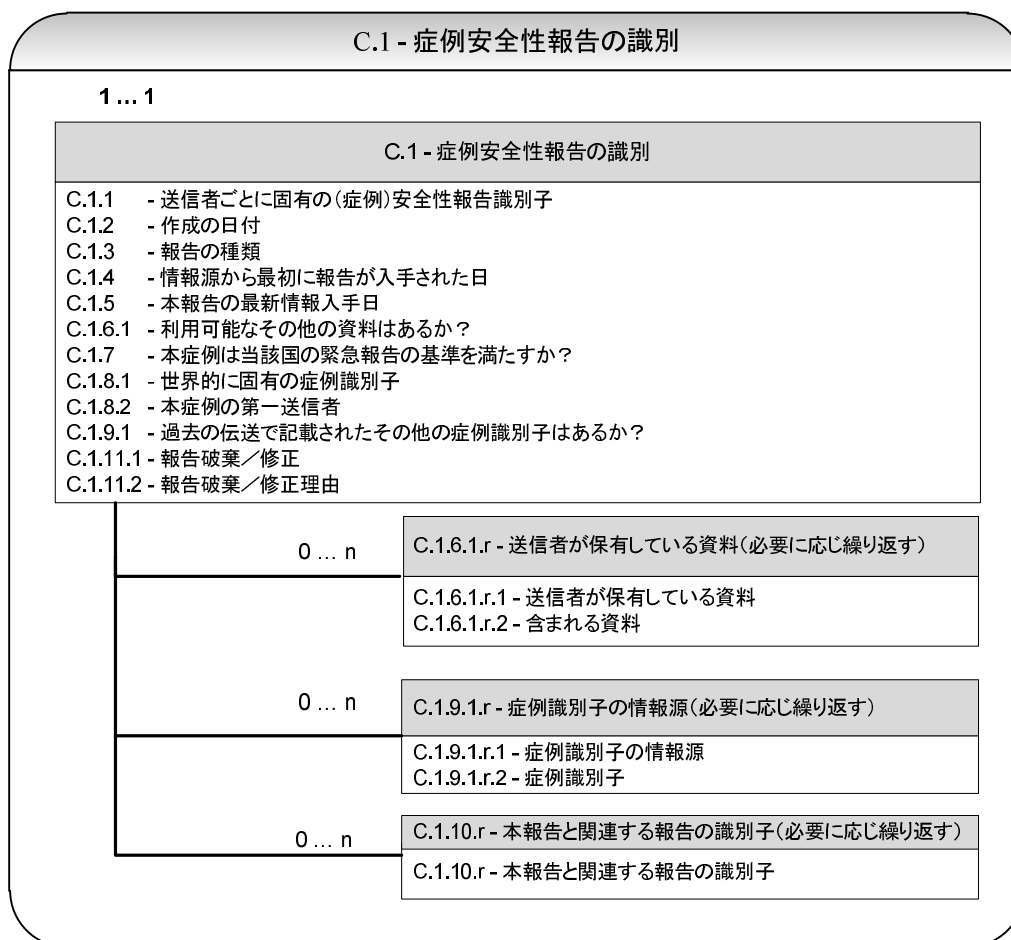 C.1 - 症例安全性報告の識別
1 ... 1
C.1 - 症例安全性報告の識別
C.1.1 - 送信者ごとに固有の（症例）安全性報告識別子
C.1.2 - 作成の日付
C.1.3 - 報告の種類
C.1.4 - 情報源から最初に報告が入手された日
C.1.5 - 本報告の最新情報入手日
C.1.6.1 - 利用可能なその他の資料はあるか？
C.1.7 - 本症例は当該国の緊急報告の基準を満たすか？
C.1.8.1 - 世界的に固有の症例識別子
C.1.8.2 - 本症例の第一送信者
C.1.9.1 - 過去の伝送で記載されたその他の症例識別子はあるか？
C.1.11.1 - 報告破棄／修正
C.1.11.2 - 報告破棄／修正理由
0 ... n
C.1.6.1.r - 送信者が保有している資料（必要に応じ繰り返す）
C.1.6.1.r.1 - 送信者が保有している資料
C.1.6.1.r.2 - 含まれる資料
0 ... n
C.1.9.1.r - 症例識別子の情報源（必要に応じ繰り返す）
C.1.9.1.r.1 - 症例識別子の情報源
C.1.9.1.r.2 - 症例識別子
0 ... n
C.1.10.r - 本報告と関連する報告の識別子（必要に応じ繰り返す）
C.1.10.r - 本報告と関連する報告の識別子